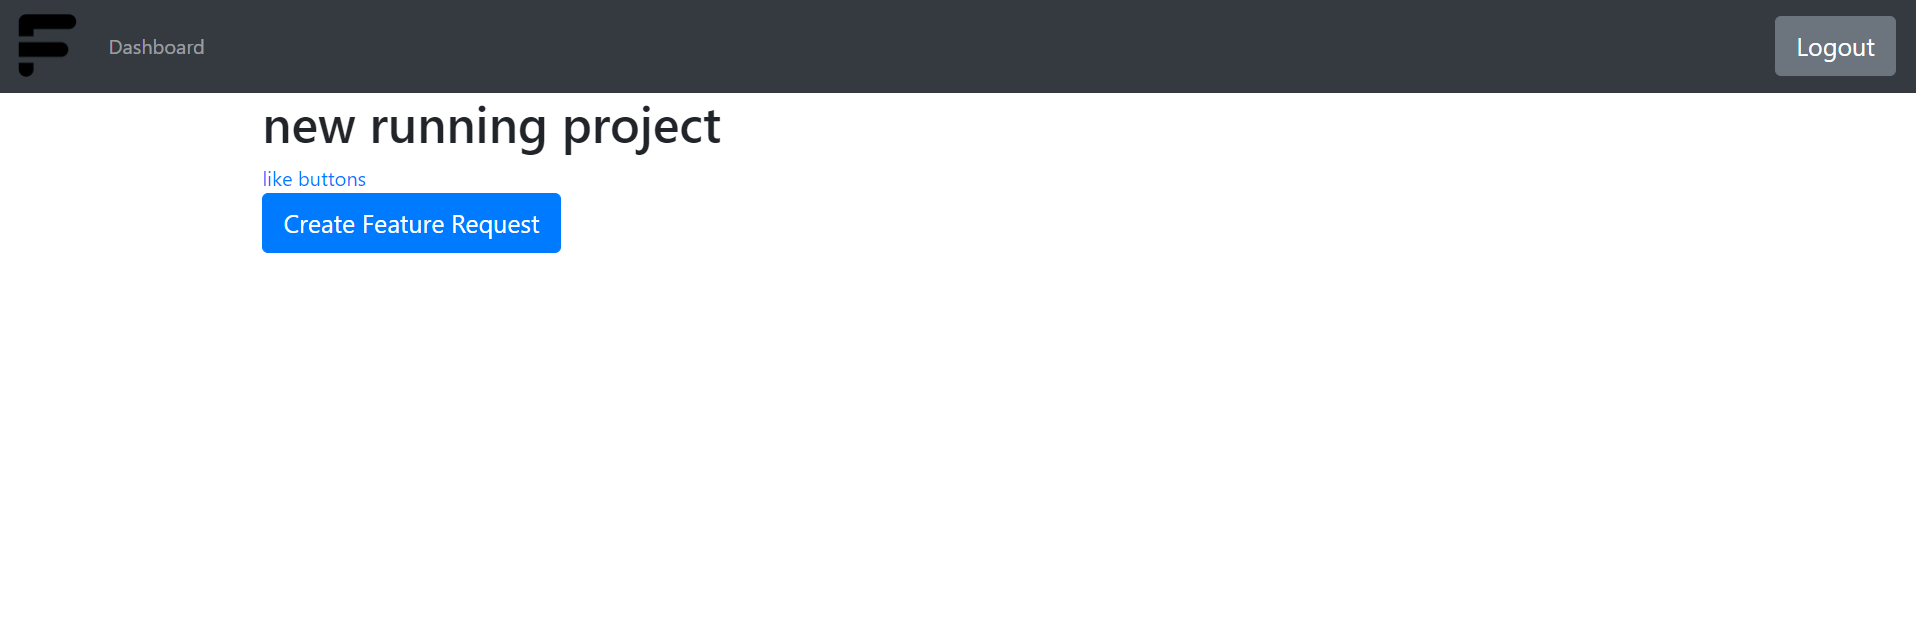 Dashboard
Logout
new running project
like buttons
Create Feature Request